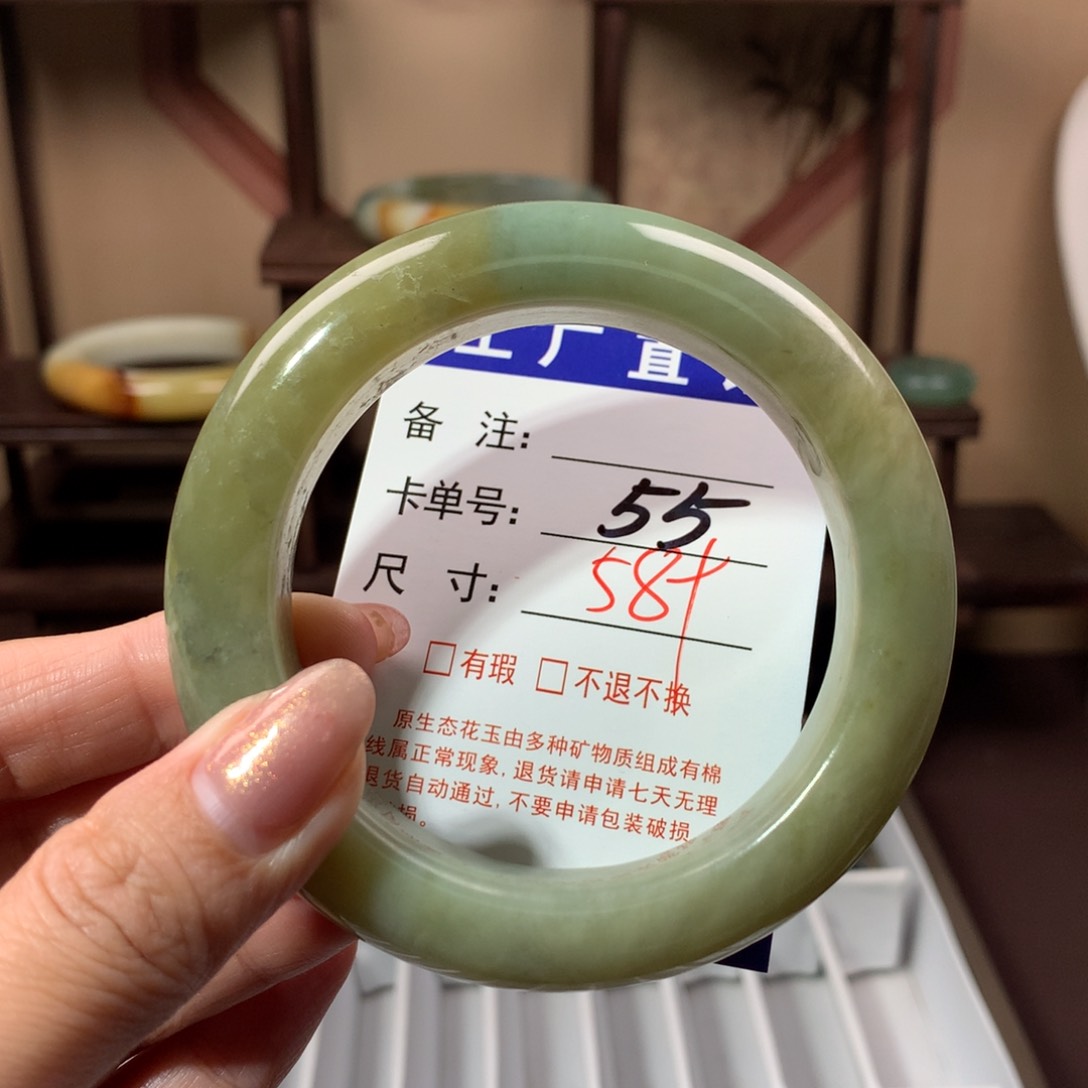 工厂直
备 注:
卡单号: 55
尺 寸: 58+
□有瑕 □不退不换
原生态花玉由多种矿物质组成有棉
线属正常现象,退货请申请七天无理
退货自动通过,不要申请包装破损
损。